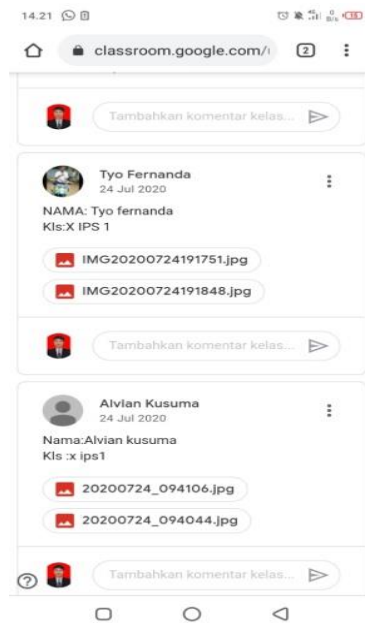 14.21
classroom.google.com/
2
Tambahkan komentar kelas...
Tyo Fernanda
24 Jul 2020
NAMA: Tyo fernanda
Kls:X IPS 1
IMG20200724191751.jpg
IMG20200724191848.jpg
Tambahkan komentar kelas...
Alvian Kusuma
24 Jul 2020
Nama:Alvian kusuma
Kls :x ips1
20200724_094106.jpg
20200724_094044.jpg
Tambahkan komentar kelas...